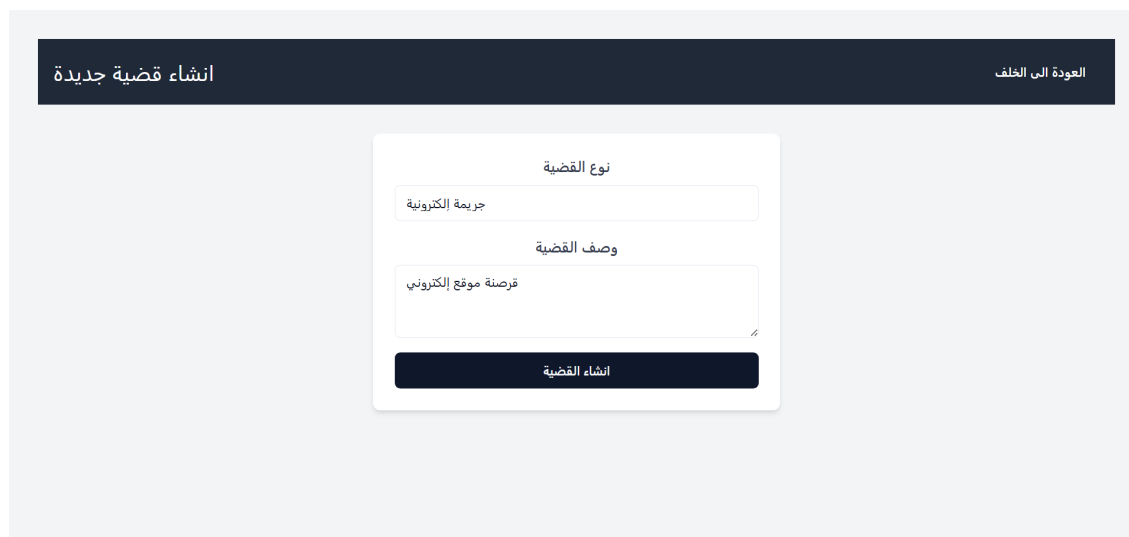 انشاء قضية جديدة
العودة الى الخلف
نوع القضية
جريمة إلكترونية
وصف القضية
قرصنة موقع إلكتروني
انشاء القضية